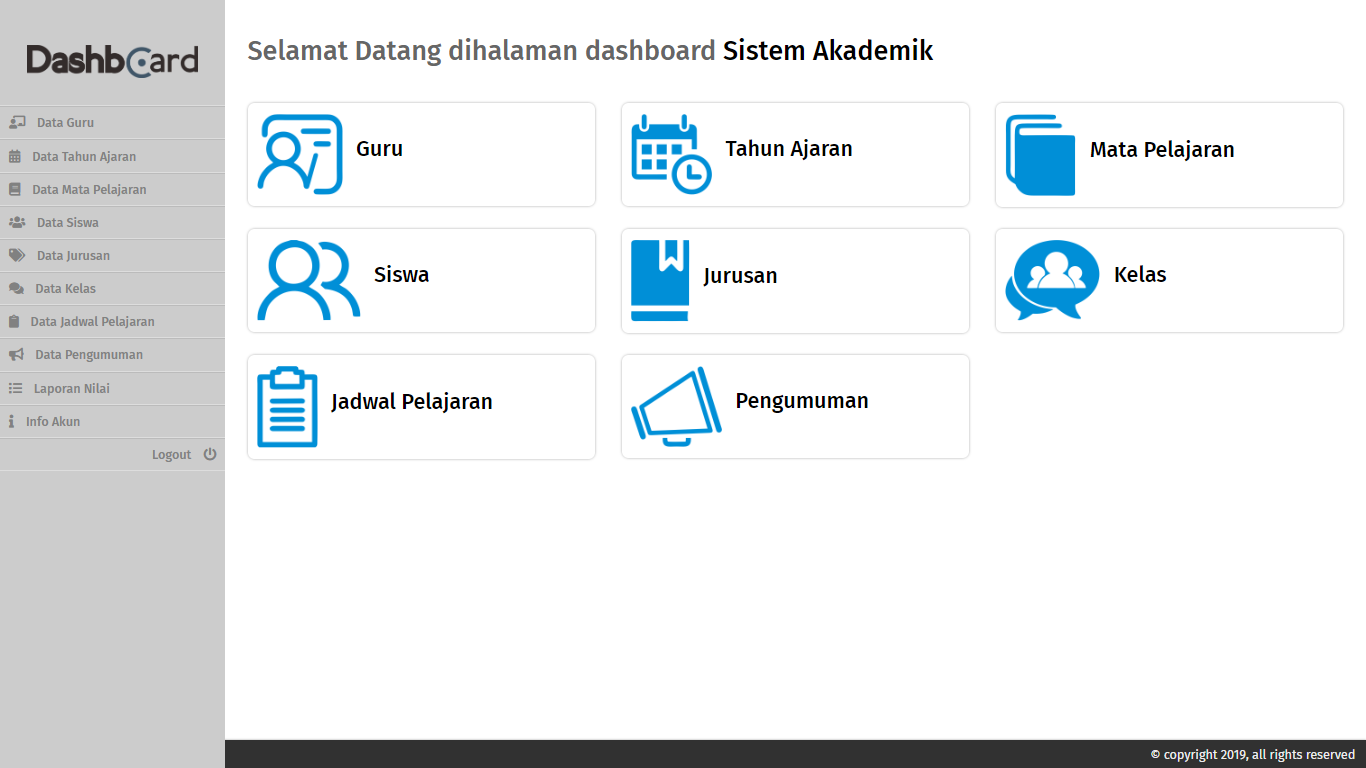 Dashboard
Data Guru
Data Tahun Ajaran
Data Mata Pelajaran
Data Siswa
Data Jurusan
Data Kelas
Data Jadwal Pelajaran
Data Pengumuman
Laporan Nilai
Info Akun
Logout
Selamat Datang dihalaman dashboard Sistem Akademik
Guru
Tahun Ajaran
Mata Pelajaran
Siswa
Jurusan
Kelas
Jadwal Pelajaran
Pengumuman
© copyright 2019, all rights reserved